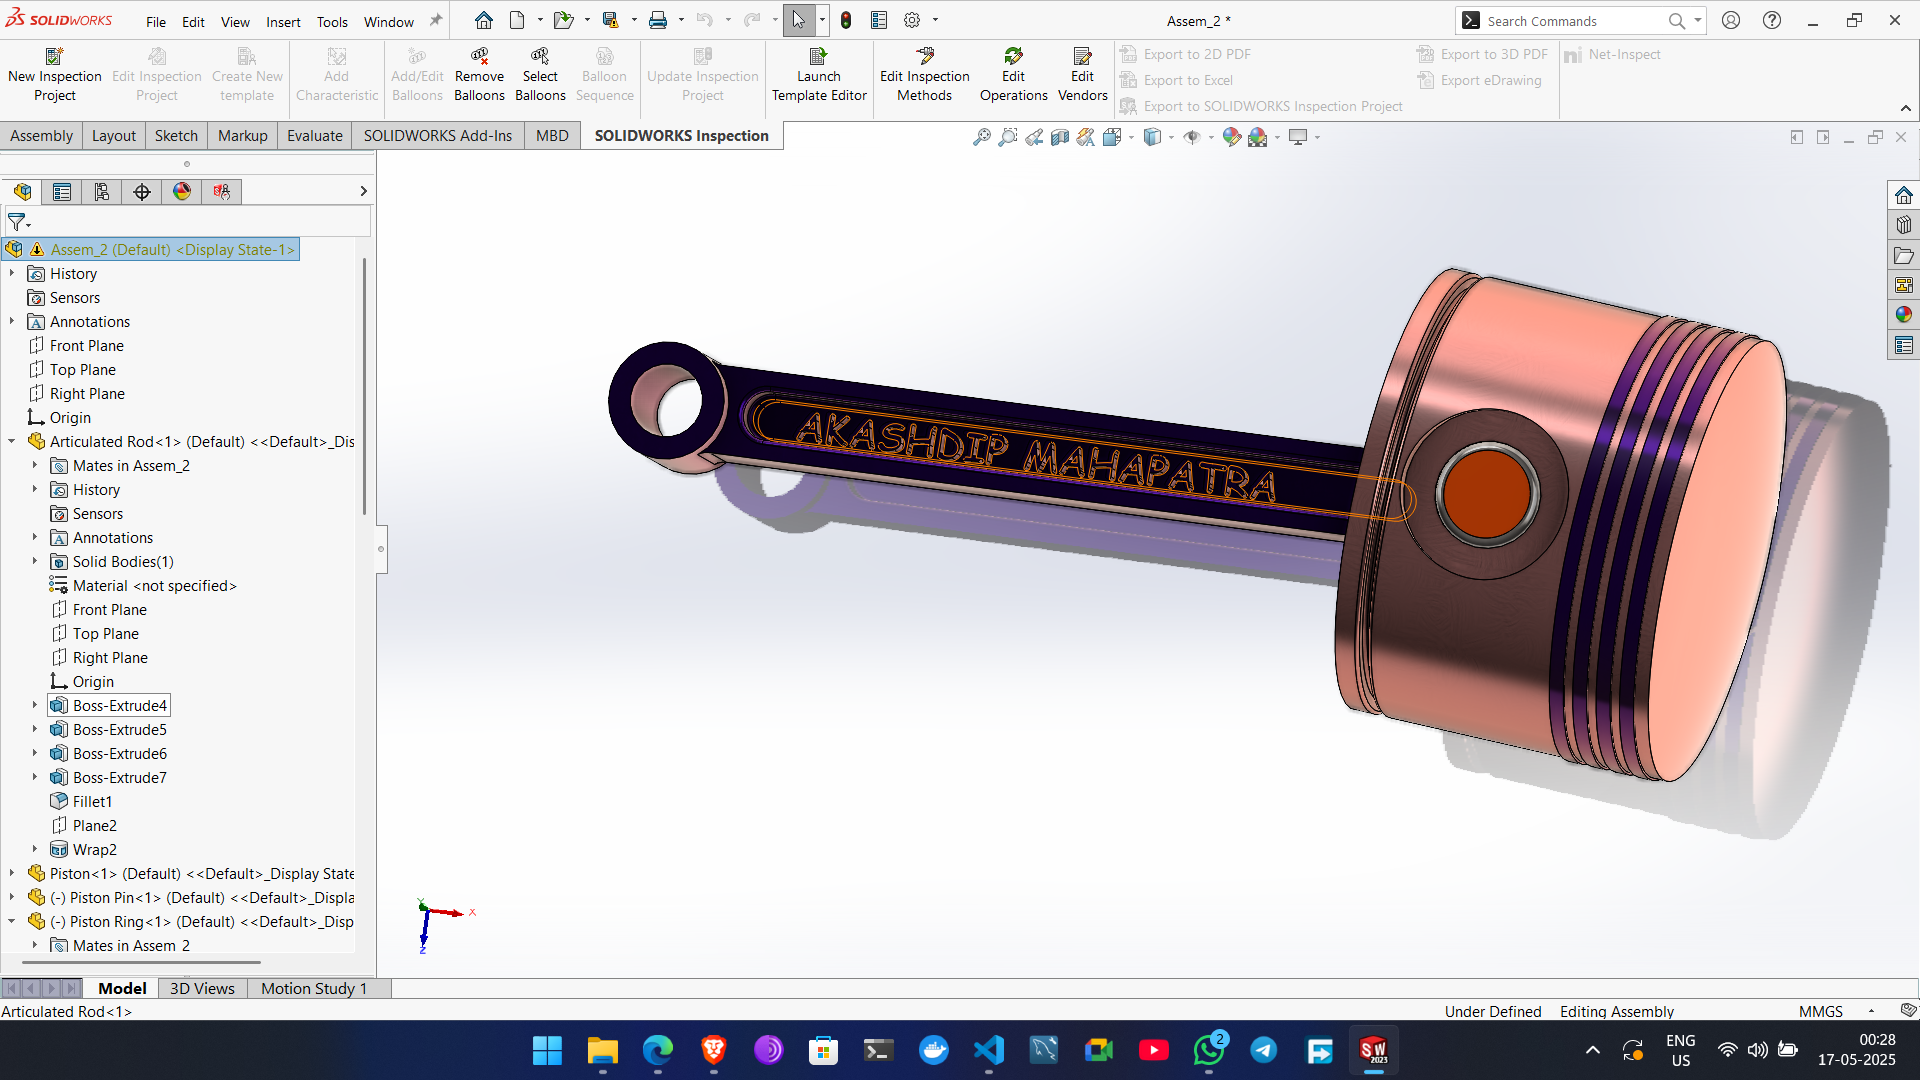 SOLIDWORKS
File Edit View Insert Tools Window
Assem_2 *
Search Commands
New Inspection Project
Edit Inspection Project
Create New template
Add Characteristic
Add/Edit Balloons
Remove Balloons
Select Balloons
Balloon Sequence
Update Inspection Project
Launch Template Editor
Edit Inspection Methods
Edit Operations
Edit Vendors
Export to 2D PDF
Export to Excel
Export to SOLIDWORKS Inspection Project
Export to 3D PDF
Export eDrawing
Net-Inspect
Assembly Layout Sketch Markup Evaluate SOLIDWORKS Add-Ins MBD SOLIDWORKS Inspection
Assem_2 (Default) <Display State-1>
History
Sensors
Annotations
Front Plane
Top Plane
Right Plane
Origin
Articulated Rod<1> (Default) <<Default>_Dis
Mates in Assem_2
History
Sensors
Annotations
Solid Bodies(1)
Material <not specified>
Front Plane
Top Plane
Right Plane
Origin
Boss-Extrude4
Boss-Extrude5
Boss-Extrude6
Boss-Extrude7
Fillet1
Plane2
Wrap2
Piston<1> (Default) <<Default>_Display State
(-) Piston Pin<1> (Default) <<Default>_Displa
(-) Piston Ring<1> (Default) <<Default>_Disp
Mates in Assem_2
AKASHDIP MAHAPATRA
Y
X
Z
Model 3D Views Motion Study 1
Articulated Rod<1>
Under Defined Editing Assembly MMGS
2
SW
2023
ENG
US
00:28
17-05-2025